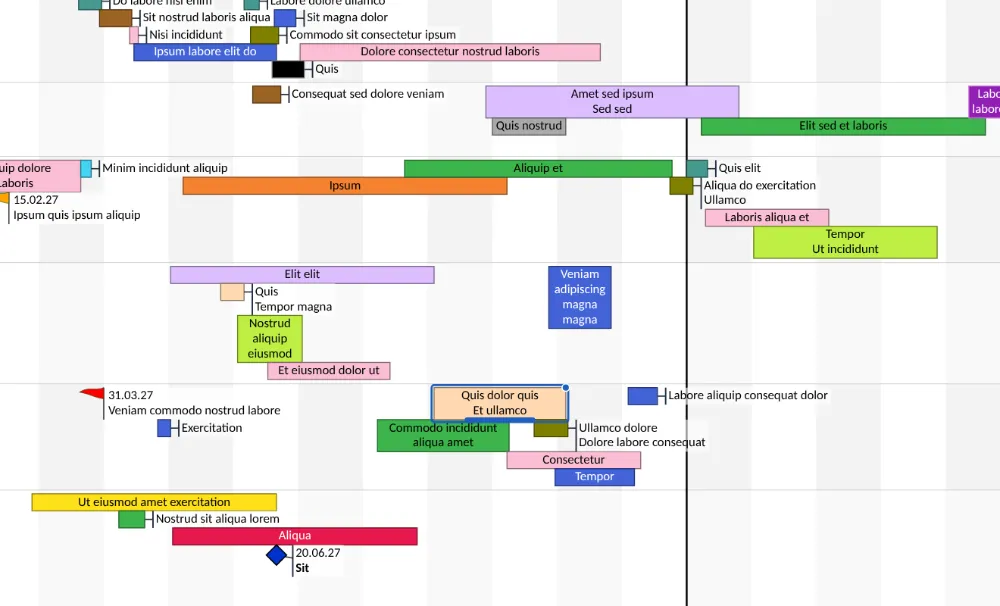 Do labore nisi enim
Labore dolore ullamco
Sit nostrud laboris aliqua
Sit magna dolor
Nisi incididunt
Commodo sit consectetur ipsum
Ipsum labore elit do
Dolore consectetur nostrud laboris
Quis
Consequat sed dolore veniam
Amet sed ipsum
Sed sed
Quis nostrud
Elit sed et laboris
Minim incididunt aliquip
Aliquip et
Quis elit
Ipsum
Aliqua do exercitation
Ullamco
15.02.27
Ipsum quis ipsum aliquip
Laboris aliqua et
Tempor
Ut incididunt
Elit elit
Quis
Tempor magna
Veniam
adipiscing
magna
magna
Nostrud
aliquip
eiusmod
Et eiusmod dolor ut
31.03.27
Veniam commodo nostrud labore
Quis dolor quis
Et ullamco
Labore aliquip consequat dolor
Exercitation
Commodo incididunt
aliqua amet
Ullamco dolore
Dolore labore consequat
Consectetur
Tempor
Ut eiusmod amet exercitation
Nostrud sit aliqua lorem
Aliqua
20.06.27
Sit